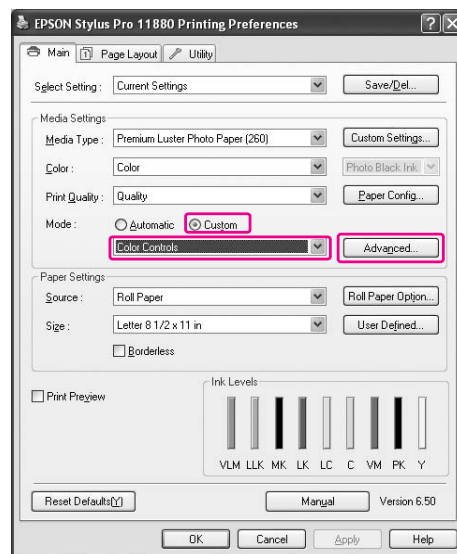 EPSON Stylus Pro 11880 Printing Preferences
Main Page Layout Utility
Select Setting : Current Settings Save/Del...
Media Settings
Media Type : Premium Luster Photo Paper (260) Custom Settings...
Color : Color Photo Black Ink
Print Quality : Quality Paper Config...
Mode : Automatic Custom
Color Controls Advanced...
Paper Settings
Source : Roll Paper Roll Paper Option...
Size : Letter 8 1/2 x 11 in User Defined...
Borderless
Print Preview
Ink Levels
VLM LLK MK LK LC C VM PK Y
Reset Defaults(Y) Manual Version 6.50
OK Cancel Apply Help